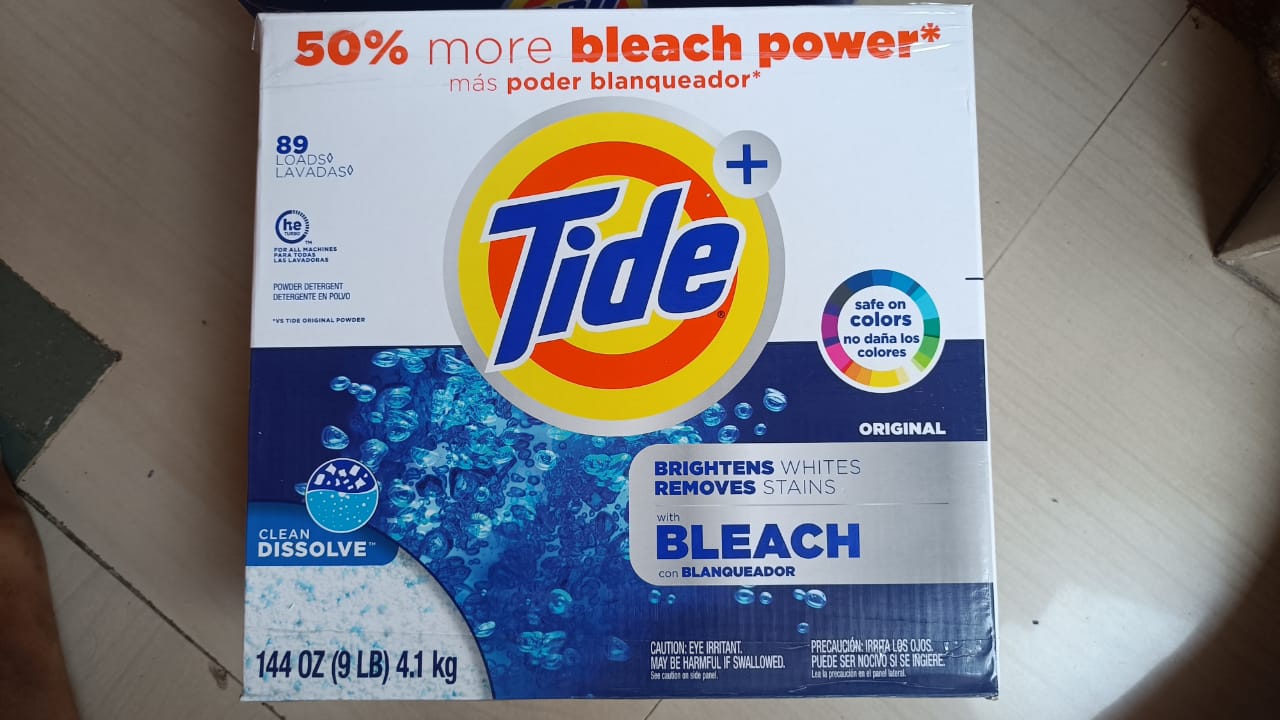 50% more bleach power*
más poder blanqueador*
89
LOADS◊
LAVADAS◊
he
TURBO
™
FOR ALL MACHINES
PARA TODAS
LAS LAVADORAS
POWDER DETERGENT
DETERGENTE EN POLVO
*VS TIDE ORIGINAL POWDER
+
Tide®
safe on
colors
no daña los
colores
ORIGINAL
BRIGHTENS WHITES
REMOVES STAINS
with
BLEACH
con BLANQUEADOR
CLEAN
DISSOLVE™
144 OZ (9 LB) 4.1 kg
CAUTION: EYE IRRITANT.
MAY BE HARMFUL IF SWALLOWED.
See caution on side panel.
PRECAUCIÓN: IRRITA LOS OJOS.
PUEDE SER NOCIVO SI SE INGIERE.
Lea la precaución en el panel lateral.